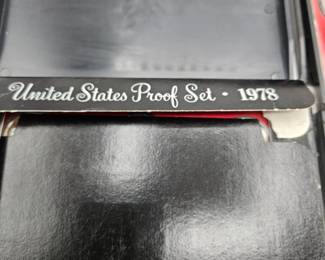 United States Proof Set · 1978